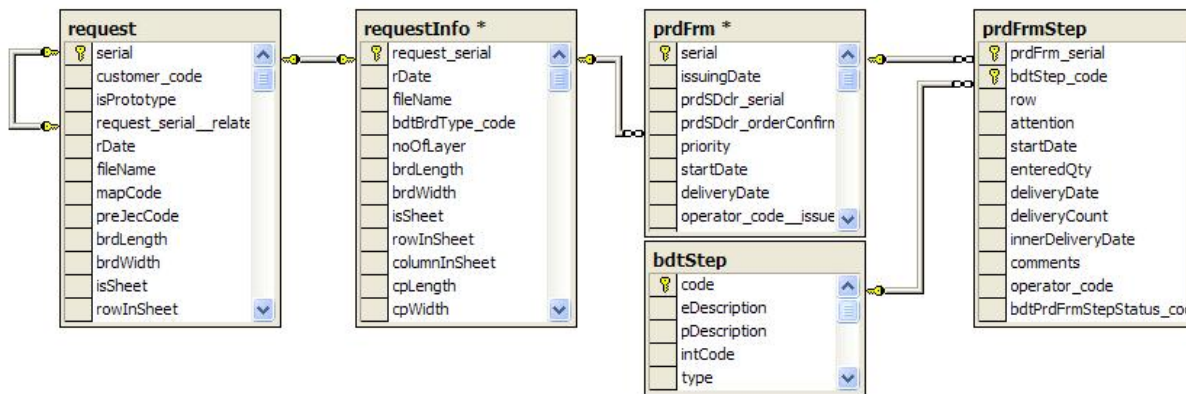 request
serial
customer_code
isPrototype
request_serial__relate
rDate
fileName
mapCode
preJecCode
brdLength
brdWidth
isSheet
rowInSheet
requestInfo *
request_serial
rDate
fileName
bdtBrdType_code
noOfLayer
brdLength
brdWidth
isSheet
rowInSheet
columnInSheet
cpLength
cpWidth
prdFrm *
serial
issuingDate
prdSDclr_serial
prdSDclr_orderConfirm
priority
startDate
deliveryDate
operator_code__issue
bdtStep
code
eDescription
pDescription
intCode
type
prdFrmStep
prdFrm_serial
bdtStep_code
row
attention
startDate
enteredQty
deliveryDate
deliveryCount
innerDeliveryDate
comments
operator_code
bdtPrdFrmStepStatus_cod